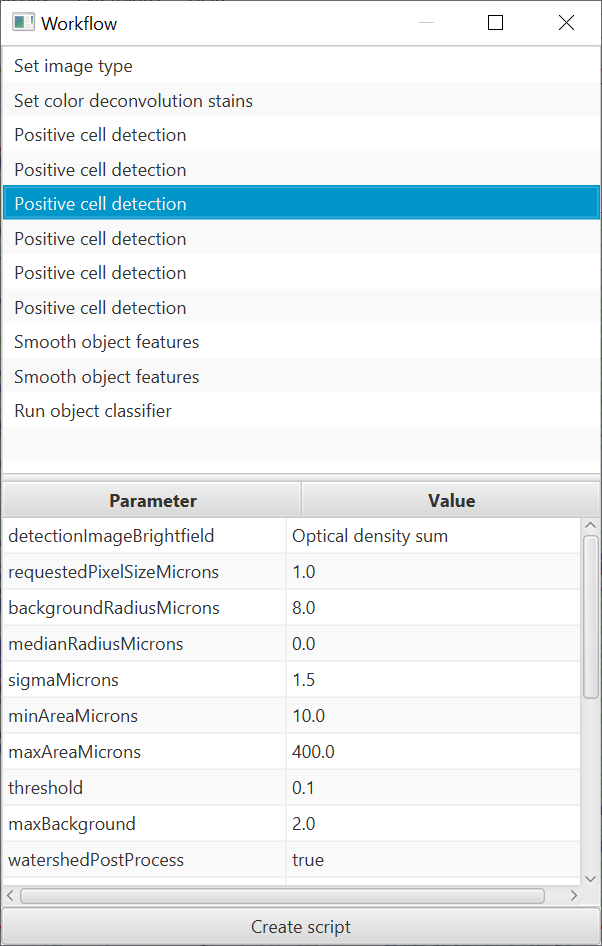 Workflow
Set image type
Set color deconvolution stains
Positive cell detection
Positive cell detection
Positive cell detection
Positive cell detection
Positive cell detection
Positive cell detection
Smooth object features
Smooth object features
Run object classifier
Parameter Value
detectionImageBrightfield Optical density sum
requestedPixelSizeMicrons 1.0
backgroundRadiusMicrons 8.0
medianRadiusMicrons 0.0
sigmaMicrons 1.5
minAreaMicrons 10.0
maxAreaMicrons 400.0
threshold 0.1
maxBackground 2.0
watershedPostProcess true
Create script